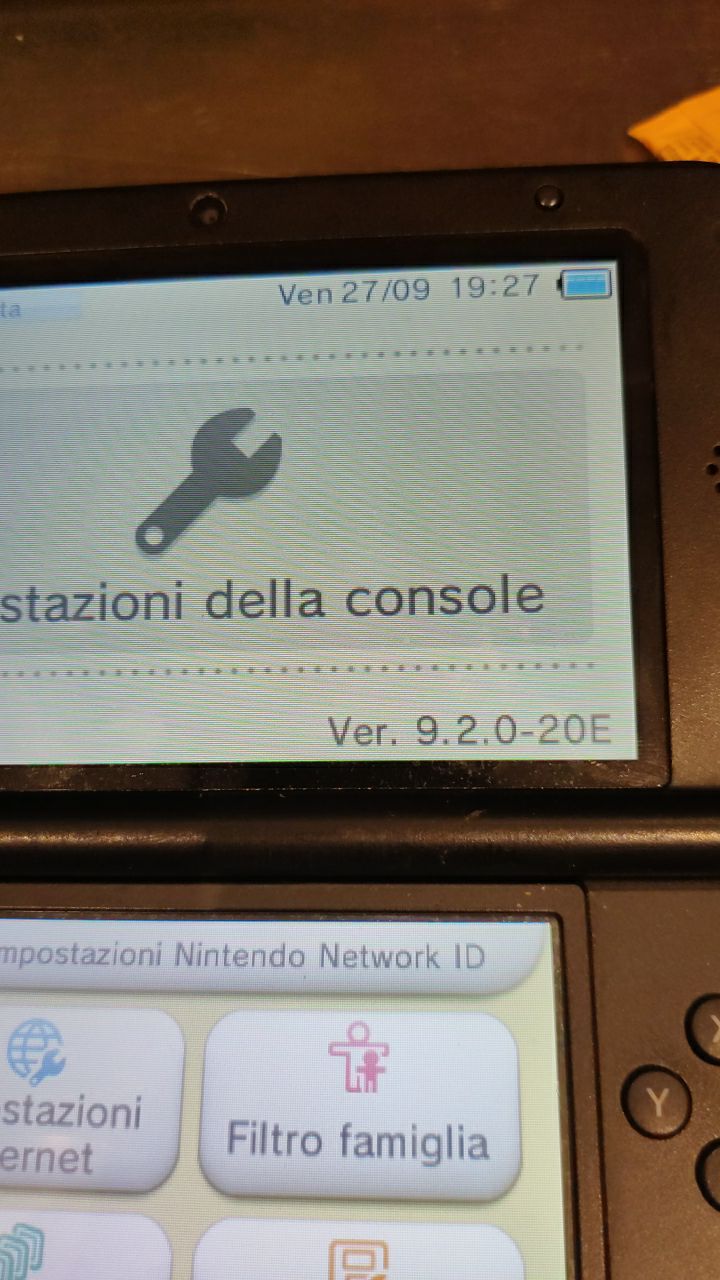 ta
Ven 27/09 19:27
stazioni della console
Ver. 9.2.0-20E
mpostazioni Nintendo Network ID
stazioni
ernet
Filtro famiglia
X
Y